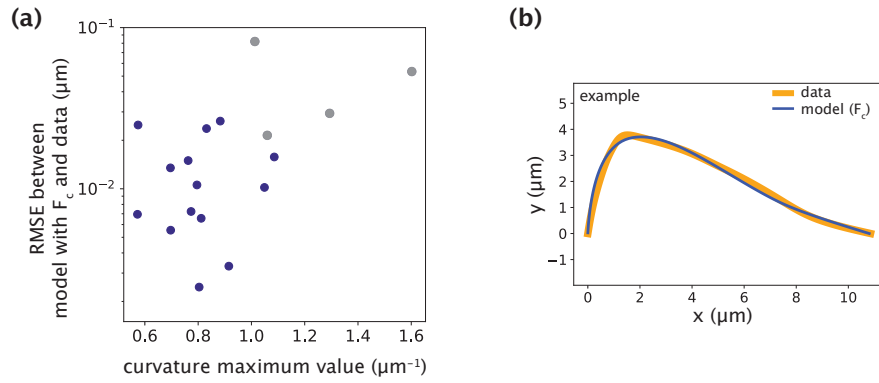 (a)
RMSE between
model with F_c and data (μm)
10⁻¹
10⁻²
0.6 0.8 1.0 1.2 1.4 1.6
curvature maximum value (μm⁻¹)
(b)
example
data
model (F_c)
y (μm)
5
4
3
2
1
0
−1
0 2 4 6 8 10
x (μm)